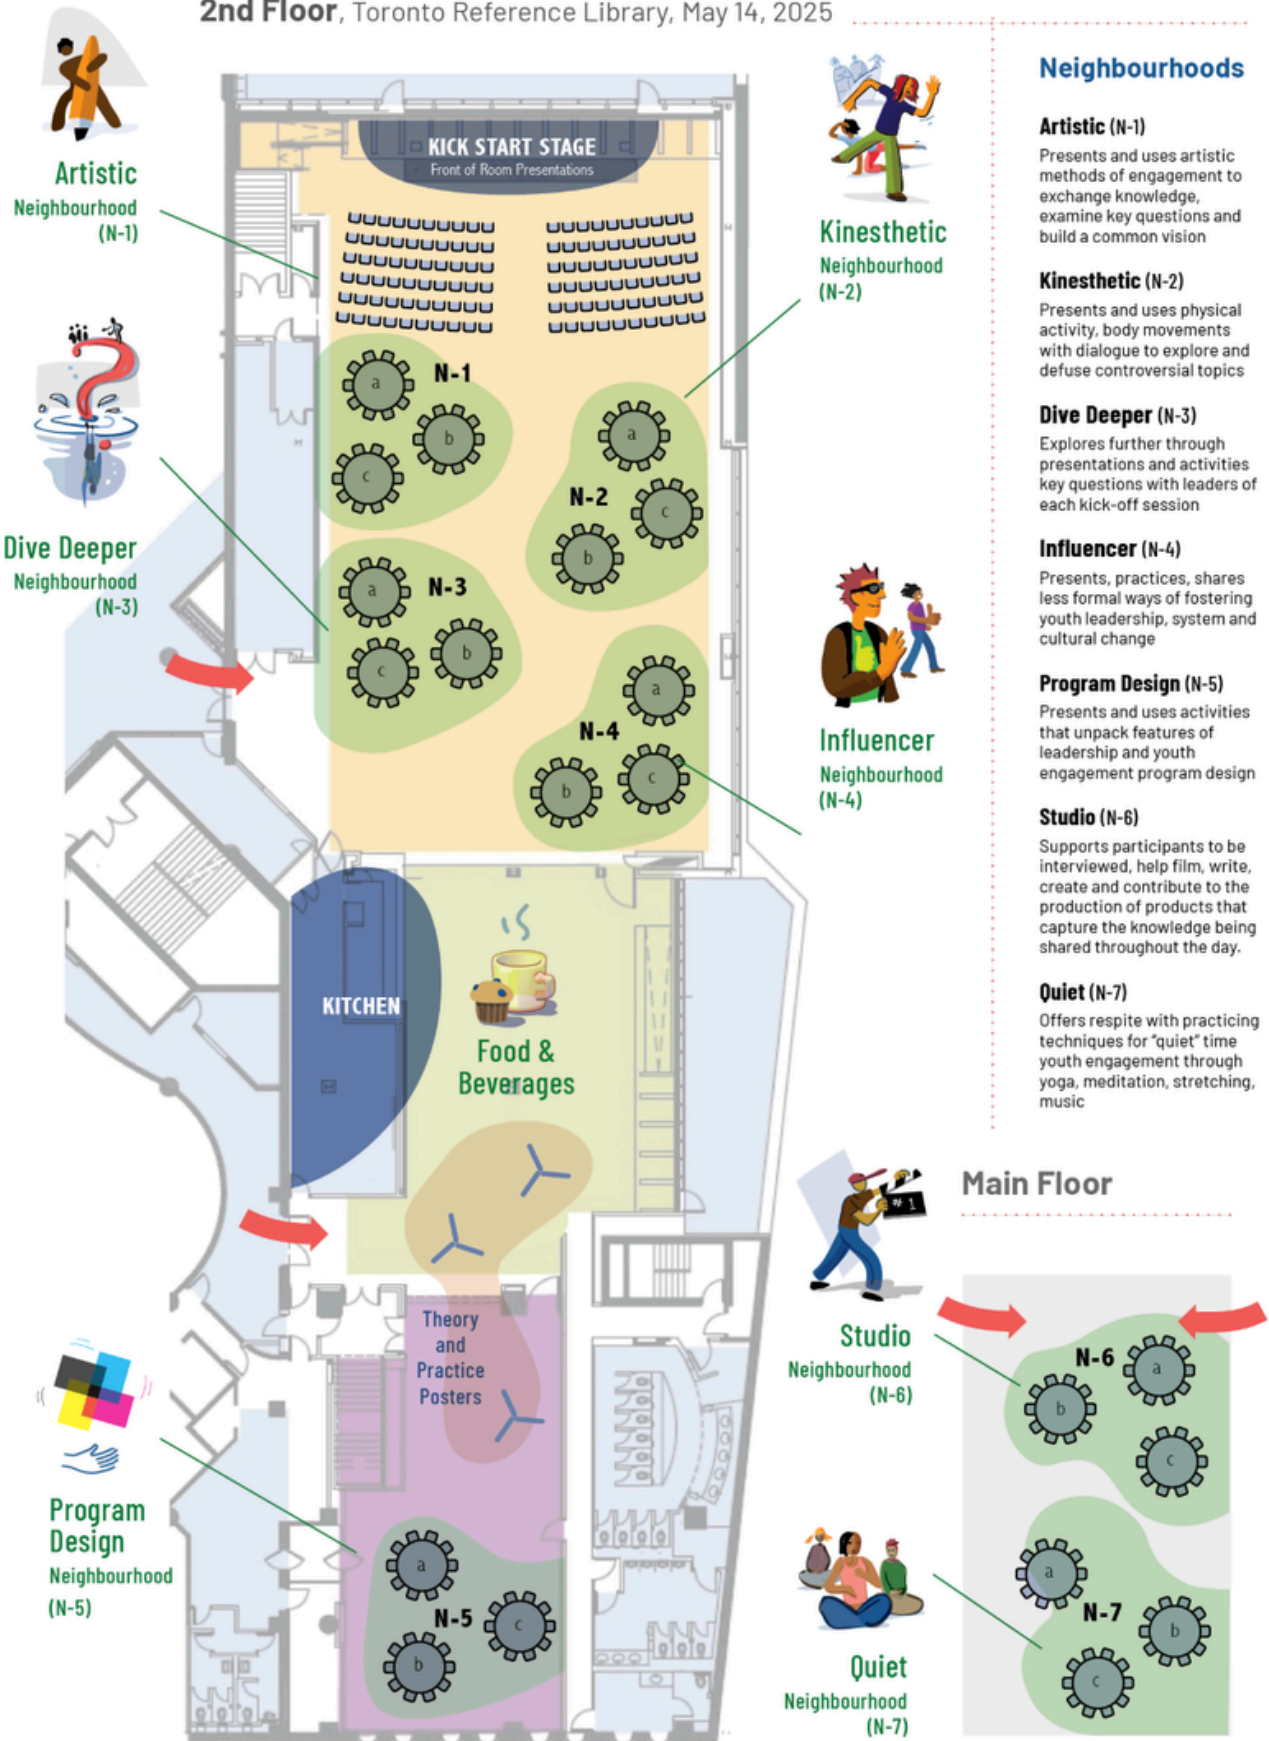 2nd Floor, Toronto Reference Library, May 14, 2025
Artistic
Neighbourhood
(N-1)
Dive Deeper
Neighbourhood
(N-3)
KICK START STAGE
Front of Room Presentations
a
N-1
b
c
a
N-2
c
b
a
N-3
b
c
a
N-4
c
b
Kinesthetic
Neighbourhood
(N-2)
Influencer
Neighbourhood
(N-4)
KITCHEN
Food &
Beverages
Theory
and
Practice
Posters
Program
Design
Neighbourhood
(N-5)
a
N-5
c
b
Neighbourhoods
Artistic (N-1)
Presents and uses artistic
methods of engagement to
exchange knowledge,
examine key questions and
build a common vision
Kinesthetic (N-2)
Presents and uses physical
activity, body movements
with dialogue to explore and
defuse controversial topics
Dive Deeper (N-3)
Explores further through
presentations and activities
key questions with leaders of
each kick-off session
Influencer (N-4)
Presents, practices, shares
less formal ways of fostering
youth leadership, system and
cultural change
Program Design (N-5)
Presents and uses activities
that unpack features of
leadership and youth
engagement program design
Studio (N-6)
Supports participants to be
interviewed, help film, write,
create and contribute to the
production of products that
capture the knowledge being
shared throughout the day.
Quiet (N-7)
Offers respite with practicing
techniques for "quiet" time
youth engagement through
yoga, meditation, stretching,
music
# 1
Main Floor
Studio
Neighbourhood
(N-6)
N-6
a
b
c
Quiet
Neighbourhood
(N-7)
a
N-7
b
c